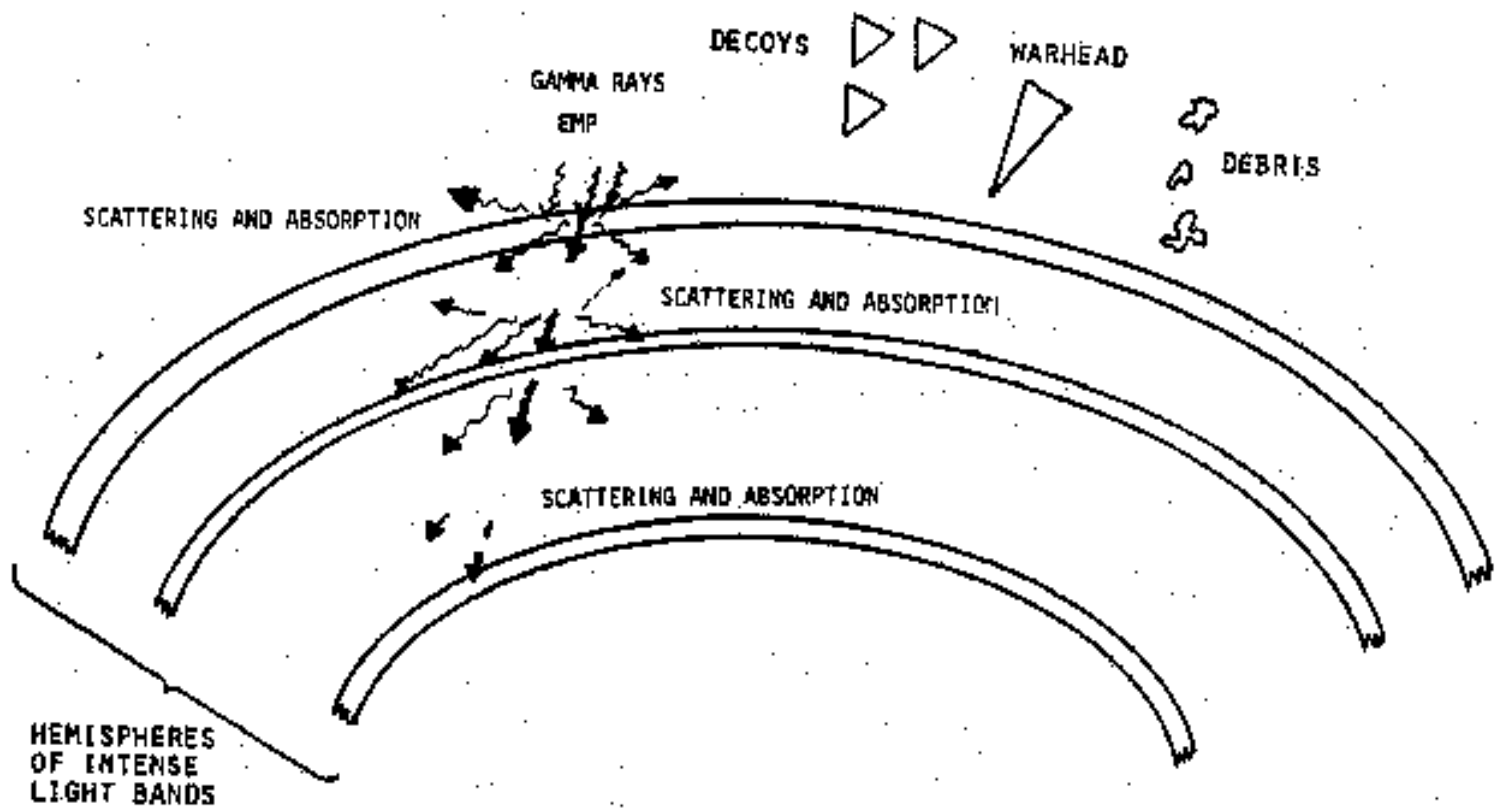 DECOYS
WARHEAD
GAMMA RAYS
EMP
DEBRIS
SCATTERING AND ABSORPTION
SCATTERING AND ABSORPTION
SCATTERING AND ABSORPTION
HEMISPHERES
OF INTENSE
LIGHT BANDS